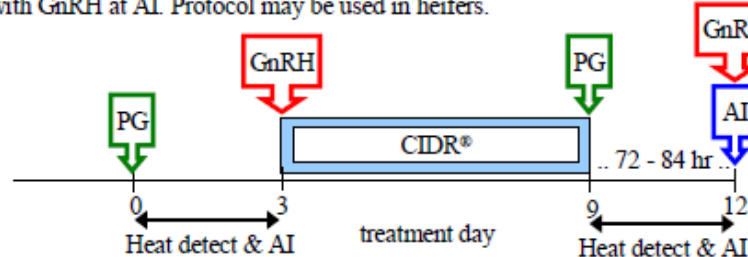 with GnRH at AI. Protocol may be used in heifers.
GnRH
PG
GnR
PG
AI
CIDR®
.. 72 - 84 hr ..
0
3
9
12
Heat detect & AI
treatment day
Heat detect & AI